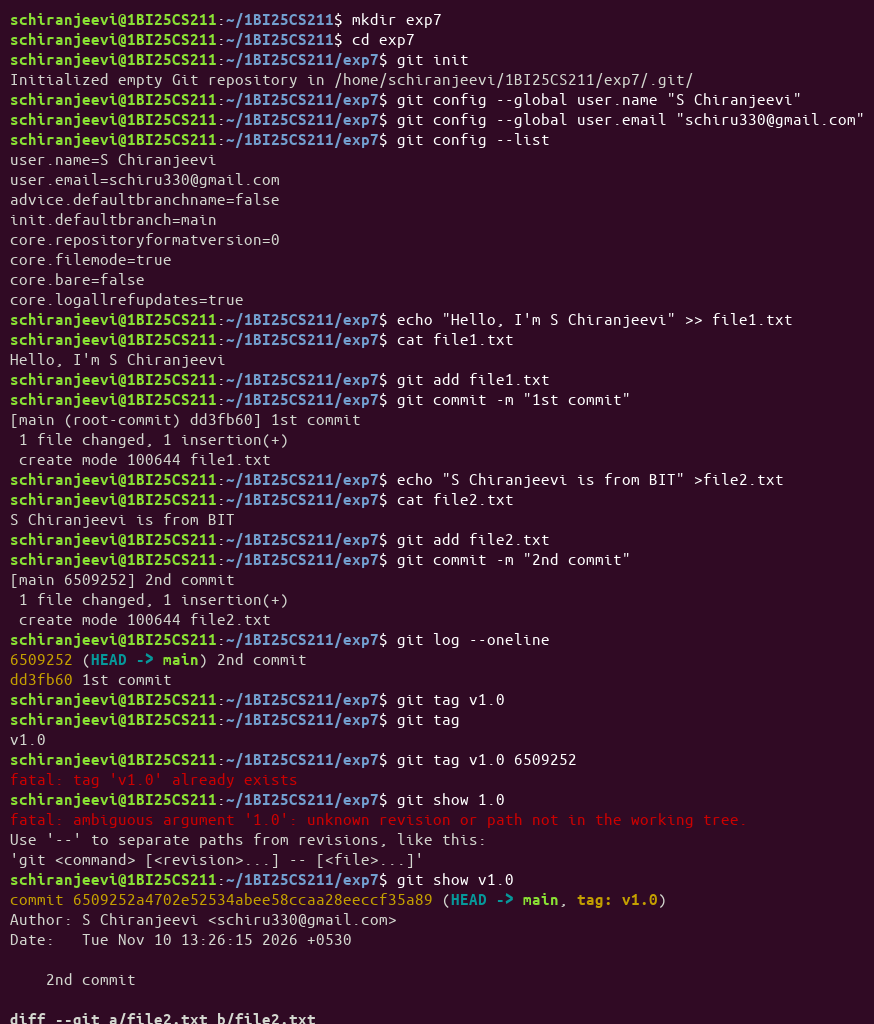 schiranjeevi@1BI25CS211:~/1BI25CS211$ mkdir exp7
schiranjeevi@1BI25CS211:~/1BI25CS211$ cd exp7
schiranjeevi@1BI25CS211:~/1BI25CS211/exp7$ git init
Initialized empty Git repository in /home/schiranjeevi/1BI25CS211/exp7/.git/
schiranjeevi@1BI25CS211:~/1BI25CS211/exp7$ git config --global user.name "S Chiranjeevi"
schiranjeevi@1BI25CS211:~/1BI25CS211/exp7$ git config --global user.email "schiru330@gmail.com"
schiranjeevi@1BI25CS211:~/1BI25CS211/exp7$ git config --list
user.name=S Chiranjeevi
user.email=schiru330@gmail.com
advice.defaultbranchname=false
init.defaultbranch=main
core.repositoryformatversion=0
core.filemode=true
core.bare=false
core.logallrefupdates=true
schiranjeevi@1BI25CS211:~/1BI25CS211/exp7$ echo "Hello, I'm S Chiranjeevi" >> file1.txt
schiranjeevi@1BI25CS211:~/1BI25CS211/exp7$ cat file1.txt
Hello, I'm S Chiranjeevi
schiranjeevi@1BI25CS211:~/1BI25CS211/exp7$ git add file1.txt
schiranjeevi@1BI25CS211:~/1BI25CS211/exp7$ git commit -m "1st commit"
[main (root-commit) dd3fb60] 1st commit
 1 file changed, 1 insertion(+)
 create mode 100644 file1.txt
schiranjeevi@1BI25CS211:~/1BI25CS211/exp7$ echo "S Chiranjeevi is from BIT" >file2.txt
schiranjeevi@1BI25CS211:~/1BI25CS211/exp7$ cat file2.txt
S Chiranjeevi is from BIT
schiranjeevi@1BI25CS211:~/1BI25CS211/exp7$ git add file2.txt
schiranjeevi@1BI25CS211:~/1BI25CS211/exp7$ git commit -m "2nd commit"
[main 6509252] 2nd commit
 1 file changed, 1 insertion(+)
 create mode 100644 file2.txt
schiranjeevi@1BI25CS211:~/1BI25CS211/exp7$ git log --oneline
6509252 (HEAD -> main) 2nd commit
dd3fb60 1st commit
schiranjeevi@1BI25CS211:~/1BI25CS211/exp7$ git tag v1.0
schiranjeevi@1BI25CS211:~/1BI25CS211/exp7$ git tag
v1.0
schiranjeevi@1BI25CS211:~/1BI25CS211/exp7$ git tag v1.0 6509252
fatal: tag 'v1.0' already exists
schiranjeevi@1BI25CS211:~/1BI25CS211/exp7$ git show 1.0
fatal: ambiguous argument '1.0': unknown revision or path not in the working tree.
Use '--' to separate paths from revisions, like this:
'git <command> [<revision>...] -- [<file>...]'
schiranjeevi@1BI25CS211:~/1BI25CS211/exp7$ git show v1.0
commit 6509252a4702e52534abee58ccaa28eeccf35a89 (HEAD -> main, tag: v1.0)
Author: S Chiranjeevi <schiru330@gmail.com>
Date:   Tue Nov 10 13:26:15 2026 +0530

    2nd commit

diff --git a/file2.txt b/file2.txt